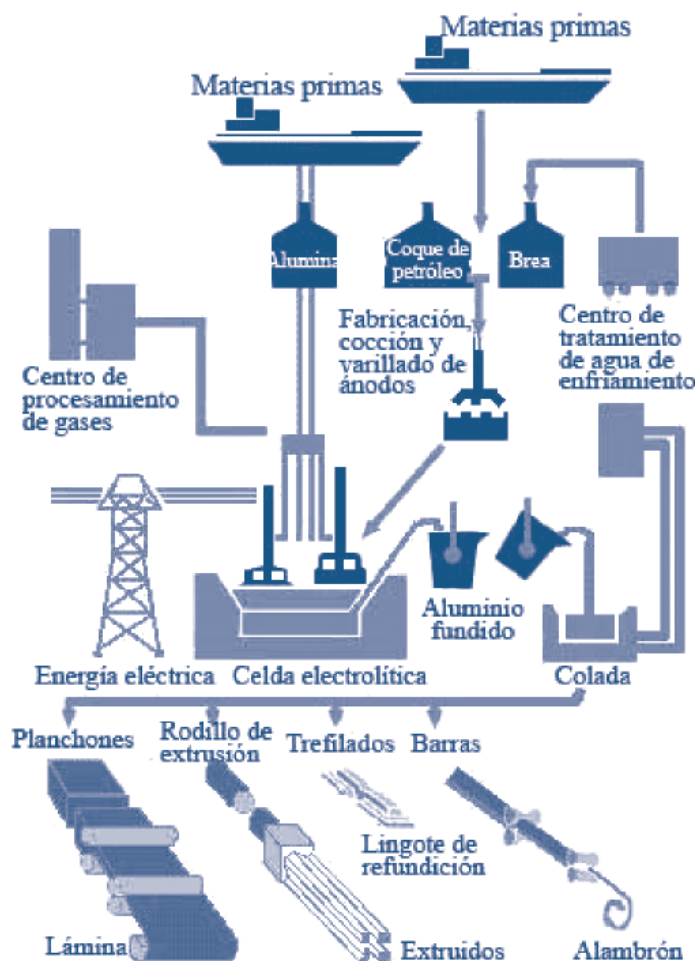 Materias primas
Materias primas
Alumina
Coque de
petróleo
Brea
Fabricación,
cocción y
varillado de
ánodos
Centro de
tratamiento
de agua de
enfriamiento
Centro de
procesamiento
de gases
Aluminio
fundido
Energía eléctrica
Celda electrolítica
Colada
Planchones
Rodillo de
extrusión
Trefilados
Barras
Lingote de
refundición
Lámina
Extruidos
Alambrón